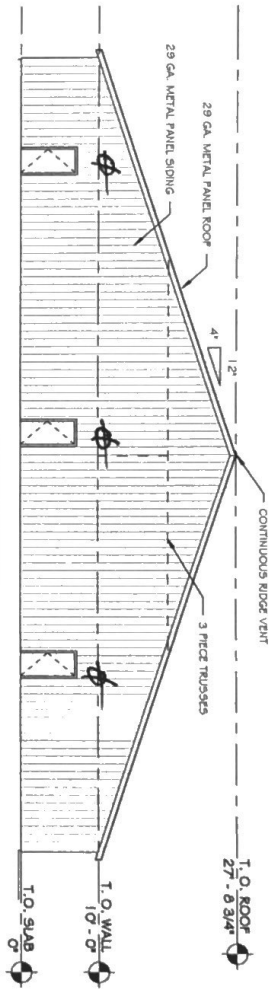 29 GA. METAL PANEL SIDING
29 GA. METAL PANEL ROOF
4"
12"
CONTINUOUS RIDGE VENT
3 PIECE TRUSSES
T.O. ROOF
27' - 8 3/4"
T.O. WALL
10' - 0"
T.O. SLAB
0"